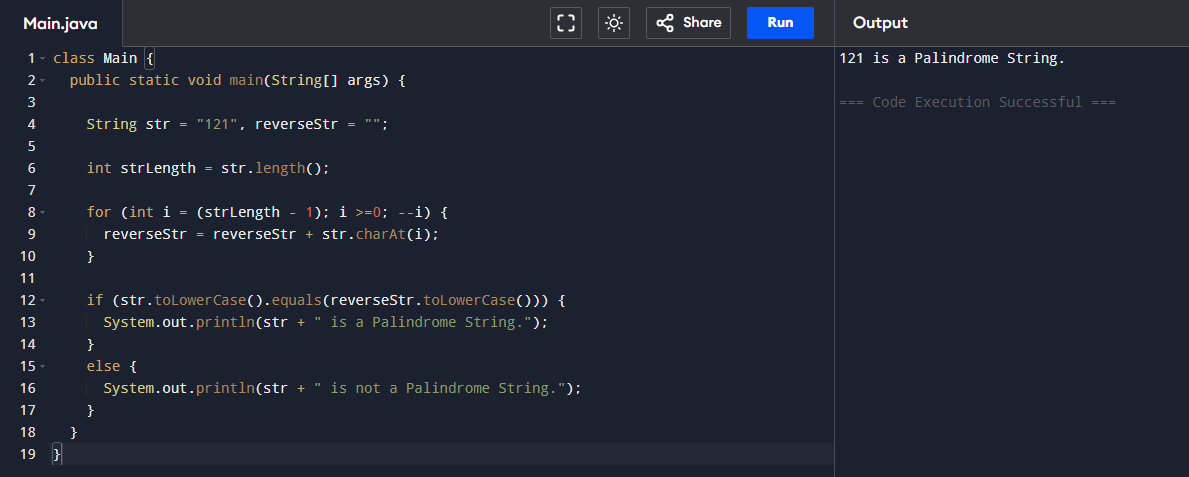 Main.java
Share
Run
Output
1 class Main {
2   public static void main(String[] args) {
3
4     String str = "121", reverseStr = "";
5
6     int strLength = str.length();
7
8     for (int i = (strLength - 1); i >=0; --i) {
9       reverseStr = reverseStr + str.charAt(i);
10     }
11
12     if (str.toLowerCase().equals(reverseStr.toLowerCase())) {
13       System.out.println(str + " is a Palindrome String.");
14     }
15     else {
16       System.out.println(str + " is not a Palindrome String.");
17     }
18   }
19 }
121 is a Palindrome String.
=== Code Execution Successful ===